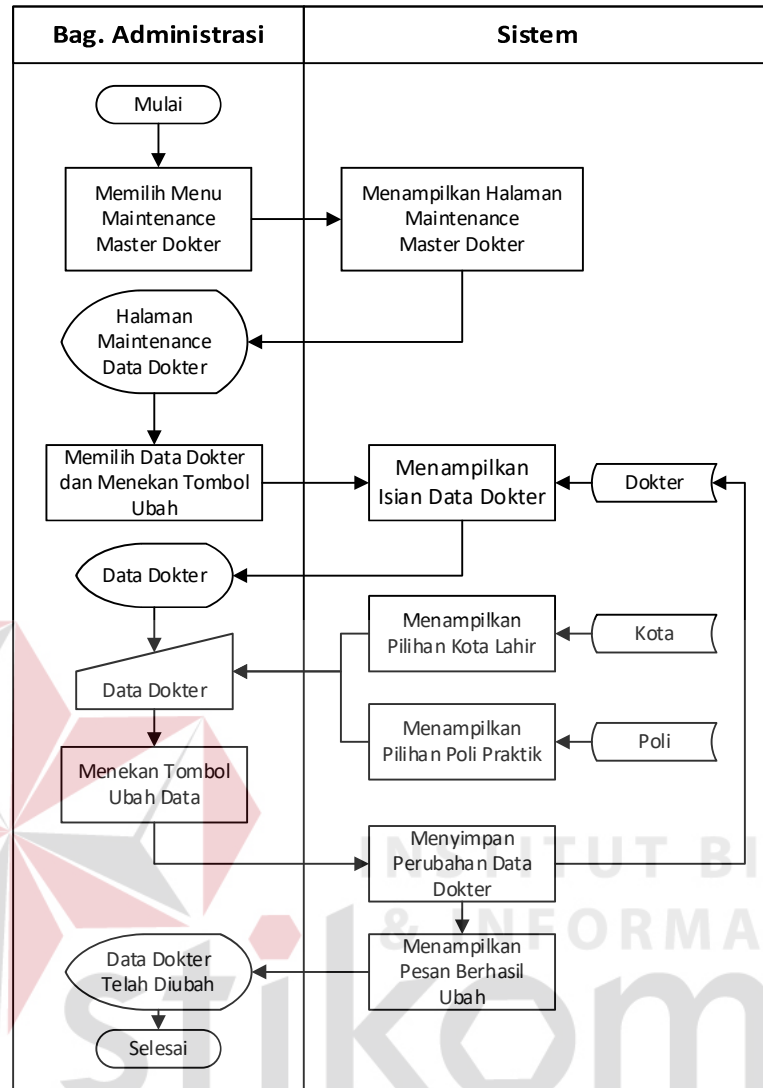 Bag. Administrasi
Sistem
Mulai
Memilih Menu
Maintenance
Master Dokter
Menampilkan Halaman
Maintenance
Master Dokter
Halaman
Maintenance
Data Dokter
Memilih Data Dokter
dan Menekan Tombol
Ubah
Menampilkan
Isian Data Dokter
Dokter
Data Dokter
Menampilkan
Pilihan Kota Lahir
Kota
Data Dokter
Menampilkan
Pilihan Poli Praktik
Poli
Menekan Tombol
Ubah Data
Menyimpan
Perubahan Data
Dokter
INSTITUT BI
& INFORMA
Menampilkan
Pesan Berhasil
Ubah
Data Dokter
Telah Diubah
stikom
Selesai